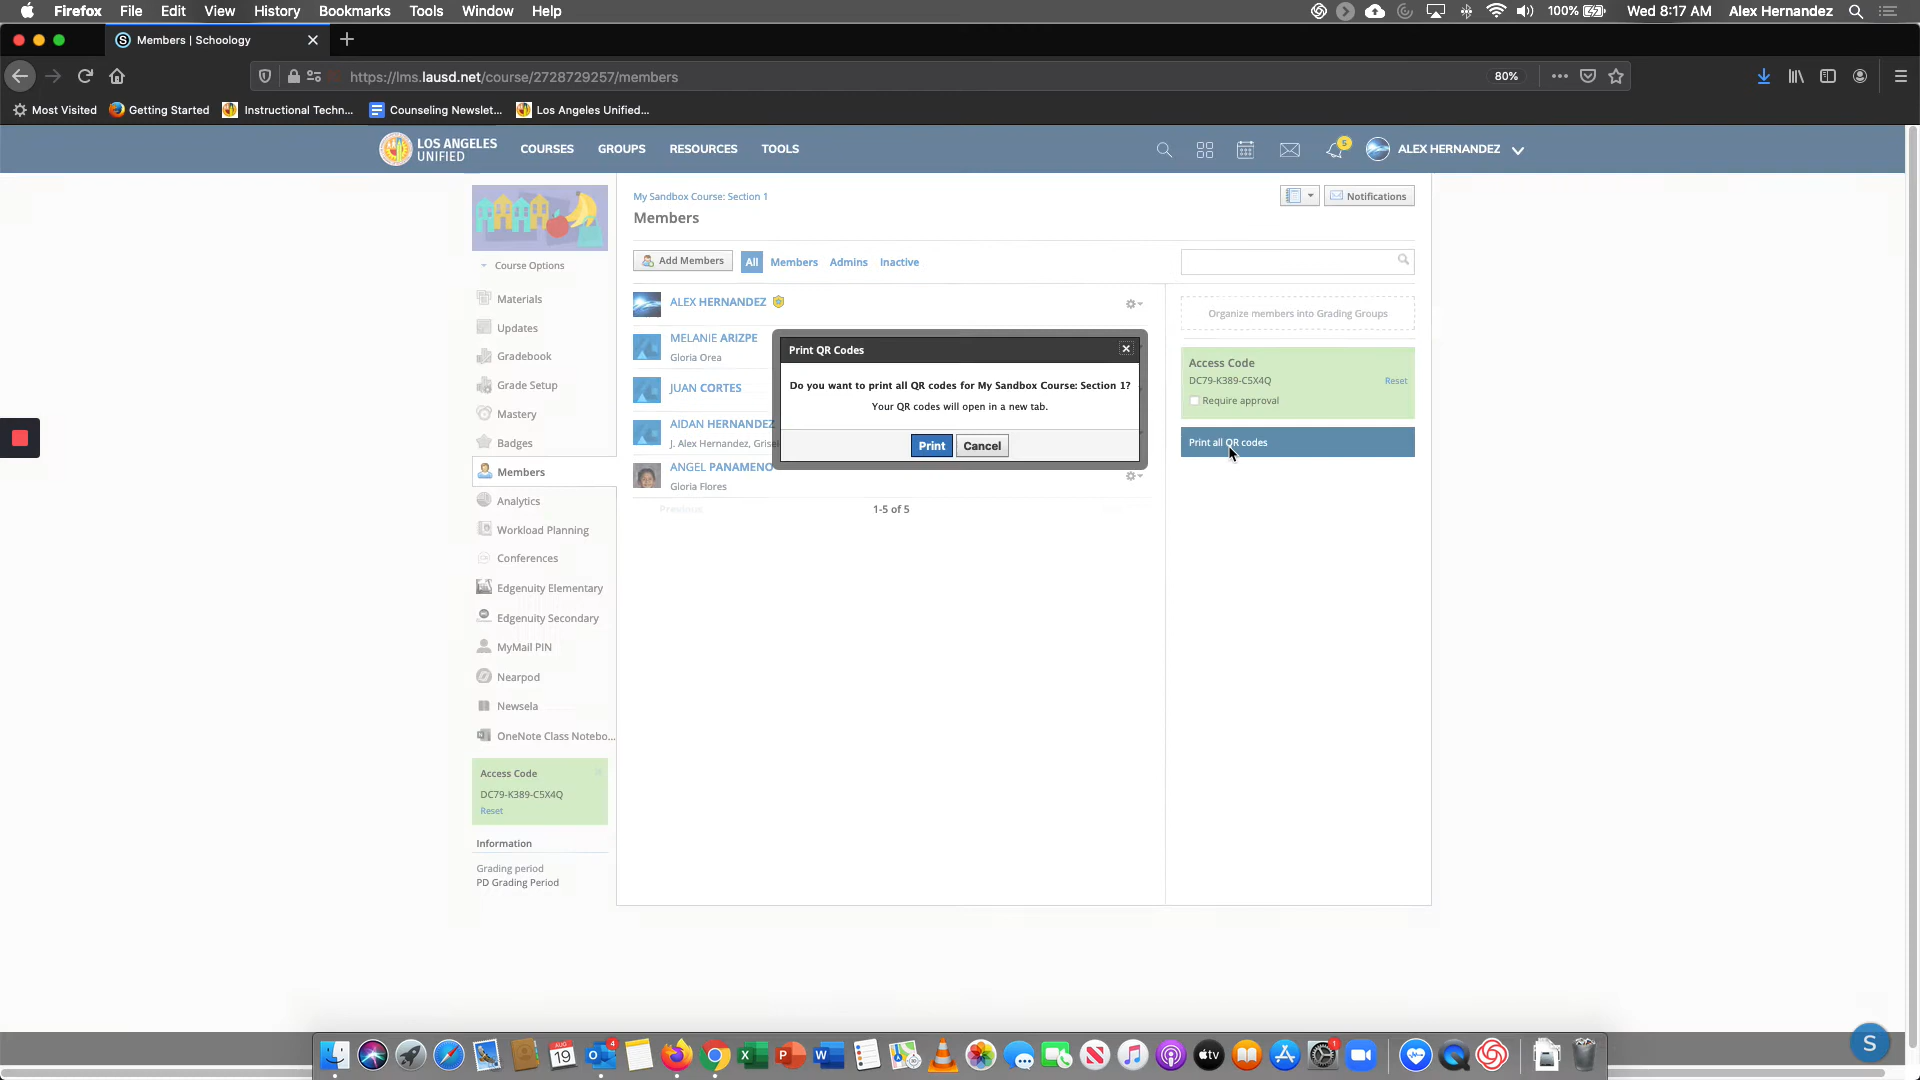 Firefox File Edit View History Bookmarks Tools Window Help
100% Wed 8:17 AM Alex Hernandez
S Members | Schoology
https://lms.lausd.net/course/2728729257/members 80%
Most Visited Getting Started Instructional Techn... Counseling Newslet... Los Angeles Unified...
LOS ANGELES UNIFIED COURSES GROUPS RESOURCES TOOLS 5 ALEX HERNANDEZ
My Sandbox Course: Section 1
Members
Notifications
Add Members All Members Admins Inactive
Course Options
Materials
Updates
Gradebook
Grade Setup
Mastery
Badges
Members
Analytics
Workload Planning
Conferences
Edgenuity Elementary
Edgenuity Secondary
MyMail PIN
Nearpod
Newsela
OneNote Class Notebo...
Access Code
DC79-K389-C5X4Q
Reset
Information
Grading period
PD Grading Period
ALEX HERNANDEZ
MELANIE ARIZPE
Gloria Orea
JUAN CORTES
AIDAN HERNANDEZ
J. Alex Hernandez, Grisel
ANGEL PANAMENO
Gloria Flores
Previous 1-5 of 5
Print QR Codes
Do you want to print all QR codes for My Sandbox Course: Section 1?
Your QR codes will open in a new tab.
Print Cancel
Organize members into Grading Groups
Access Code
DC79-K389-C5X4Q Reset
Require approval
Print all QR codes
AUG
19
4
X
P
W
tv
1
S